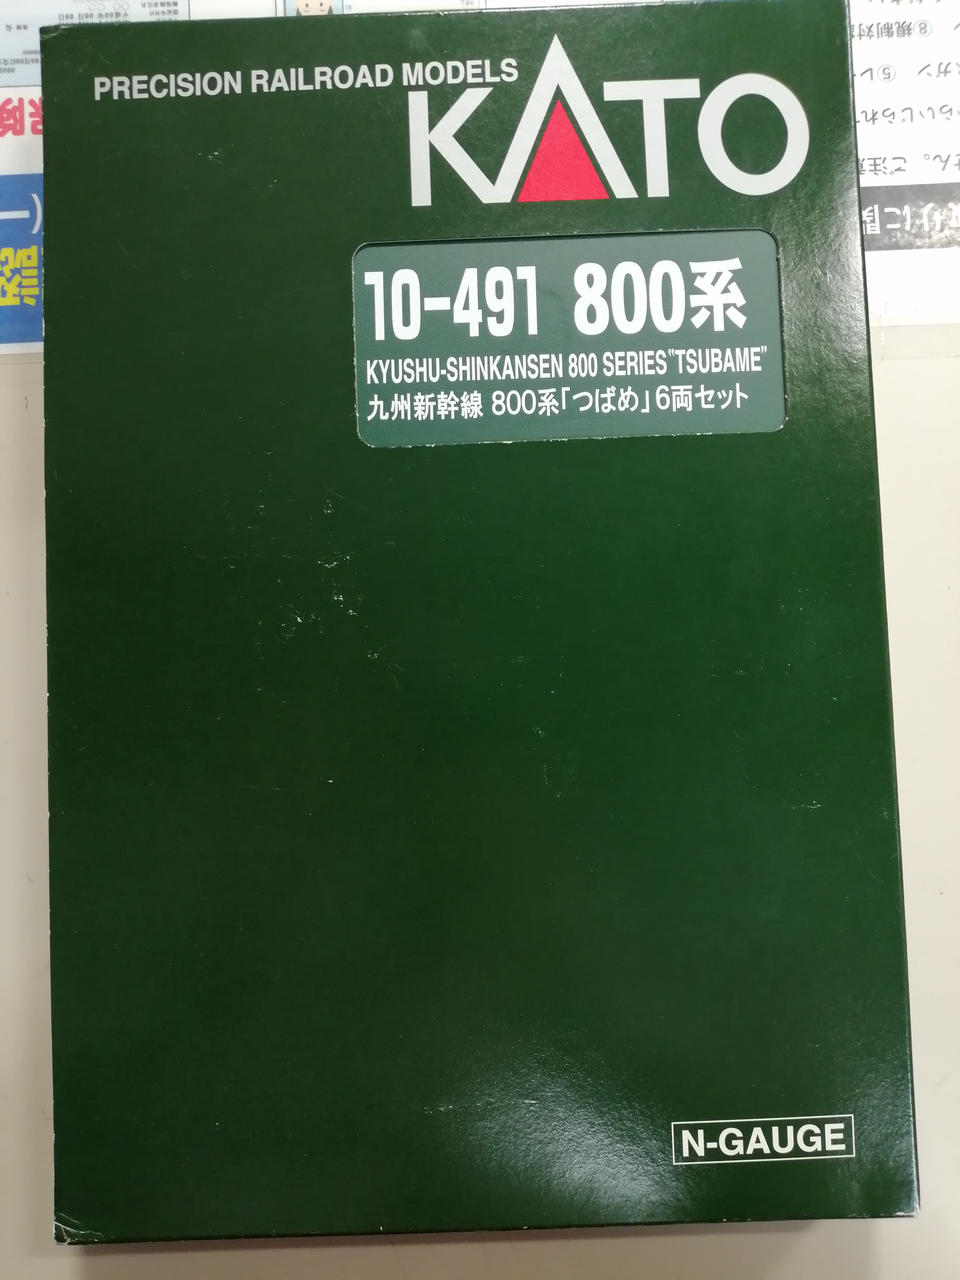 PRECISION RAILROAD MODELS
KATO
10-491 800系
KYUSHU-SHINKANSEN 800 SERIES "TSUBAME"
九州新幹線 800系「つばめ」6両セット
N-GAUGE